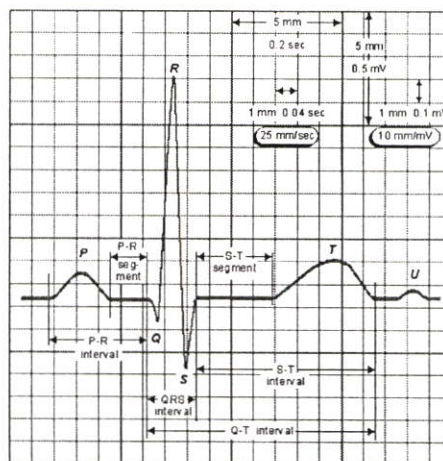 5 mm
0.2 sec
5 mm
0.5 mV
1 mm 0.04 sec
25 mm/sec
1 mm 0.1 mV
10 mm/mV
R
P
P-R
seg-
ment
S-T
segment
T
U
Q
P-R
interval
S
S-T
interval
QRS
interval
Q-T interval